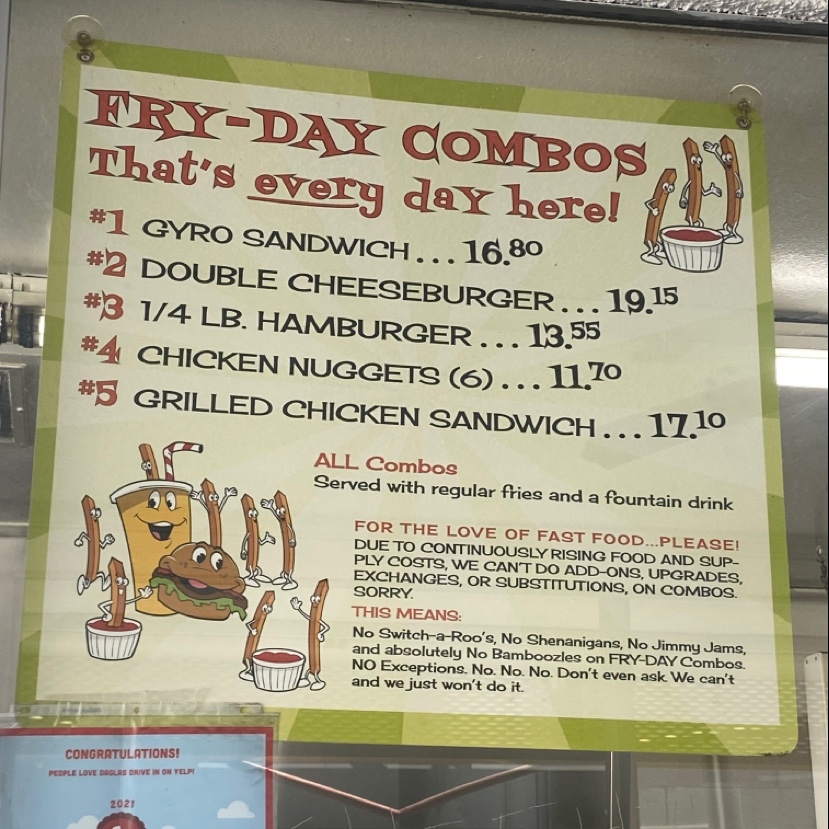 FRY-DAY COMBOS
That's every day here!
#1 GYRO SANDWICH... 16.80
#2 DOUBLE CHEESEBURGER... 19.15
#3 1/4 LB. HAMBURGER... 13.55
#4 CHICKEN NUGGETS (6)... 11.70
#5 GRILLED CHICKEN SANDWICH... 17.10
ALL Combos
Served with regular fries and a fountain drink
FOR THE LOVE OF FAST FOOD...PLEASE!
DUE TO CONTINUOUSLY RISING FOOD AND SUP-
PLY COSTS, WE CAN'T DO ADD-ONS, UPGRADES,
EXCHANGES, OR SUBSTITUTIONS, ON COMBOS.
SORRY.
THIS MEANS:
No Switch-a-Roo's, No Shenanigans, No Jimmy Jams,
and absolutely No Bamboozles on FRY-DAY Combos.
NO Exceptions. No. No. No. Don't even ask. We can't
and we just won't do it.
CONGRATULATIONS!
PEOPLE LOVE DAGLAS DRIVE IN ON YELP!
2021